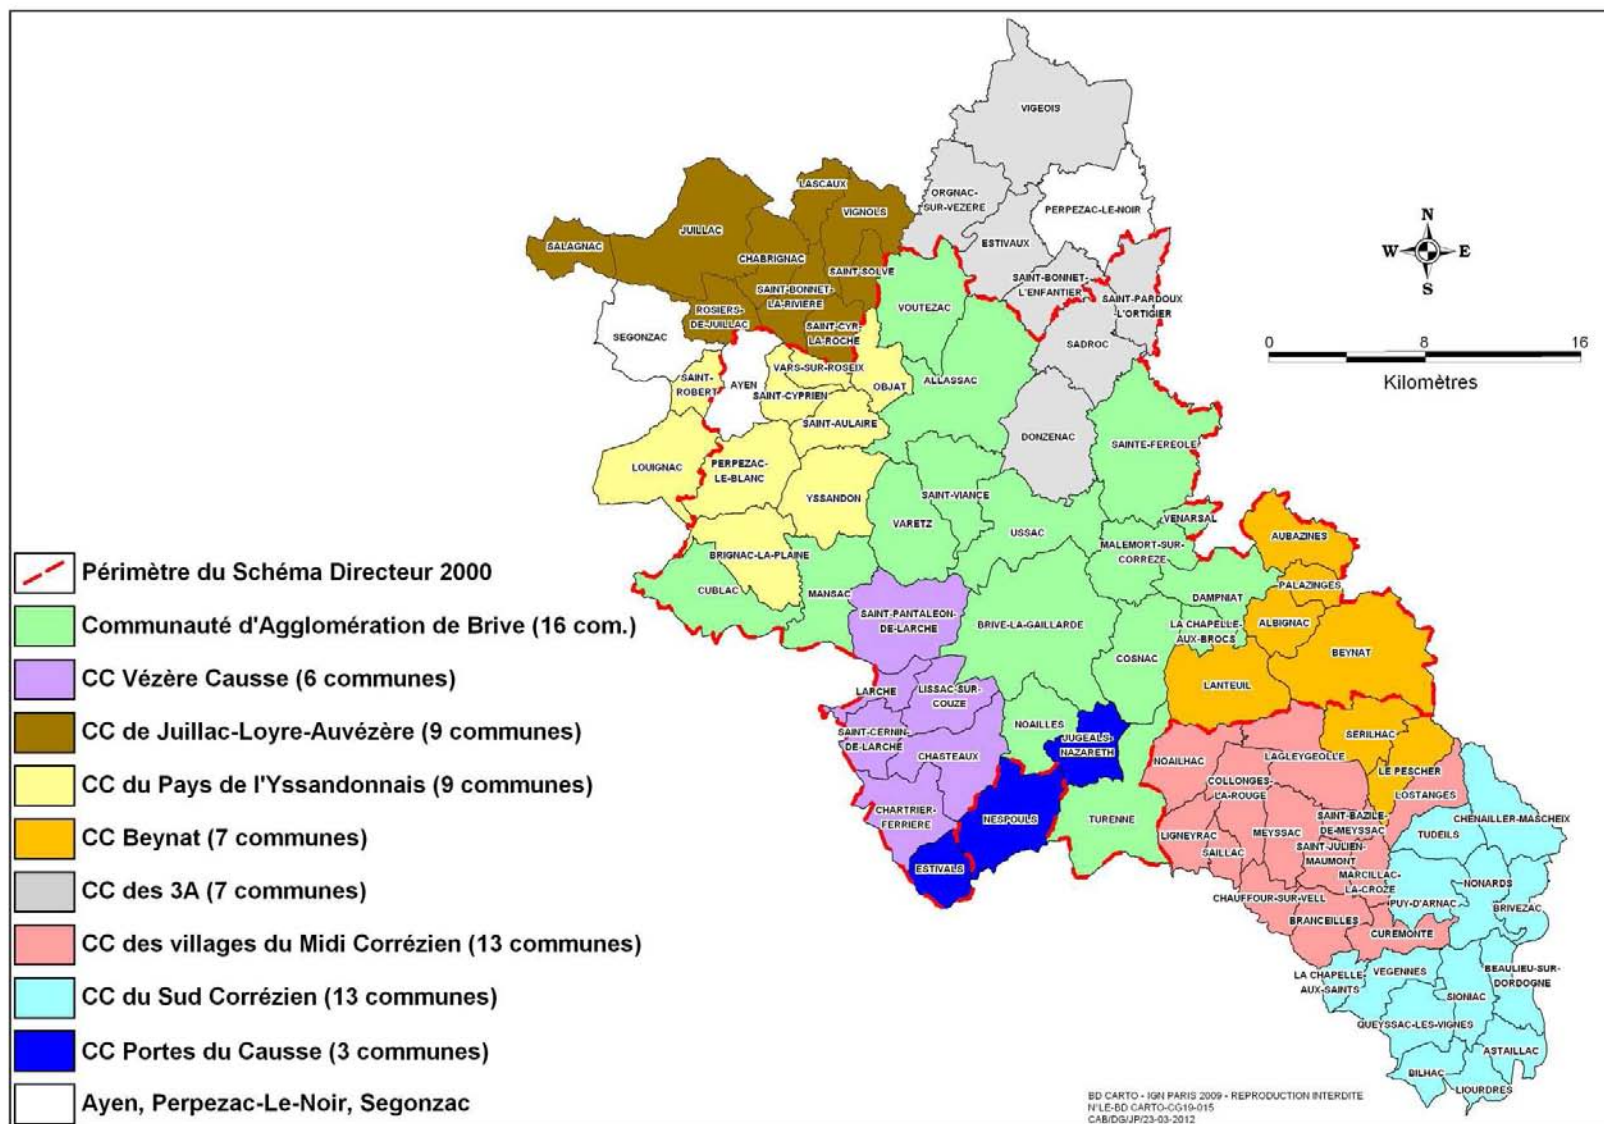 VIGEOIS
ORGNAC-
SUR-VEZERE
PERPEZAC-LE-NOIR
ESTIVAUX
SAINT-BONNET-
L'ENFANTIER
SAINT-PARDOUX
L'ORTIGIER
SADROC
DONZENAC
LASCAUX
VIGNOLS
JUILLAC
SALAGNAC
CHABRIGNAC
SAINT-SOLVE
SAINT-BONNET-
LA-RIVIERE
ROSIERS-
DE-JUILLAC
SAINT-CYR-
LA-ROCHE
SEGONZAC
AYEN
SAINT-
ROBERT
VARS-SUR-ROSEIX
SAINT-CYPRIEN
OBJAT
SAINT-AULAIRE
LOUIGNAC
PERPEZAC-
LE-BLANC
YSSANDON
BRIGNAC-LA-PLAINE
VOUTEZAC
ALLASSAC
SAINTE-FEREOLE
SAINT-VIANCE
VARETZ
USSAC
VENARSAL
MALEMORT-SUR-
CORREZE
CUBLAC
MANSAC
DAMPNIAT
LA CHAPELLE-
AUX-BROCS
BRIVE-LA-GAILLARDE
COSNAC
NOAILLES
TURENNE
SAINT-PANTALEON-
DE-LARCHE
LARCHE
LISSAC-SUR-
COUZE
SAINT-CERNIN-
DE-LARCHE
CHASTEAUX
CHARTRIER-
FERRIERE
JUGEALS-
NAZARETH
NESPOULS
ESTIVALS
AUBAZINES
PALAZINGES
ALBIGNAC
BEYNAT
LANTEUIL
SERILHAC
LE PESCHER
NOAILHAC
LAGLEYGEOLLE
COLLONGES-
LA-ROUGE
LOSTANGES
LIGNEYRAC
SAILLAC
MEYSSAC
SAINT-BAZILE-
DE-MEYSSAC
SAINT-JULIEN-
MAUMONT
MARCILLAC-
LA-CROZE
CHAUFFOUR-SUR-VELL
BRANCEILLES
CUREMONTE
CHENAILLER-MASCHEIX
TUDEILS
NONARDS
PUY-D'ARNAC
BRIVEZAC
LA CHAPELLE-
AUX-SAINTS
VEGENNES
BEAULIEU-SUR-
DORDOGNE
SIONIAC
QUEYSSAC-LES-VIGNES
ASTAILLAC
BILHAC
LIOURDRES
N
W
E
S
0
8
16
Kilomètres
Périmètre du Schéma Directeur 2000
Communauté d'Agglomération de Brive (16 com.)
CC Vézère Causse (6 communes)
CC de Juillac-Loyre-Auvézère (9 communes)
CC du Pays de l'Yssandonnais (9 communes)
CC Beynat (7 communes)
CC des 3A (7 communes)
CC des villages du Midi Corrézien (13 communes)
CC du Sud Corrézien (13 communes)
CC Portes du Causse (3 communes)
Ayen, Perpezac-Le-Noir, Segonzac
BD CARTO - IGN PARIS 2009 - REPRODUCTION INTERDITE
N°LE-BD CARTO-CG19-015
CAB/DG/JP/23-03-2012